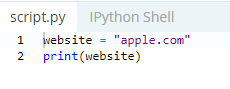 script.py IPython Shell
1 website = "apple.com"
2 print(website)